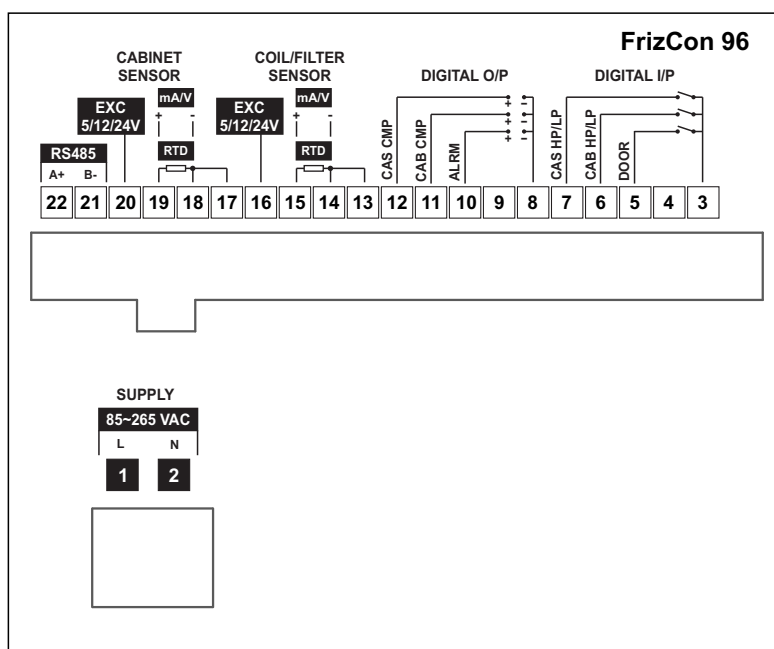 FrizCon 96
CABINET
SENSOR
COIL/FILTER
SENSOR
DIGITAL O/P
DIGITAL I/P
EXC
5/12/24V
mA/V
+ -
RTD
EXC
5/12/24V
mA/V
+ -
RTD
RS485
A+ B-
CAS CMP
CAB CMP
ALRM
+ -
+ -
+ -
CAS HP/LP
CAB HP/LP
DOOR
22 21 20 19 18 17 16 15 14 13 12 11 10 9 8 7 6 5 4 3
SUPPLY
85~265 VAC
L N
1 2